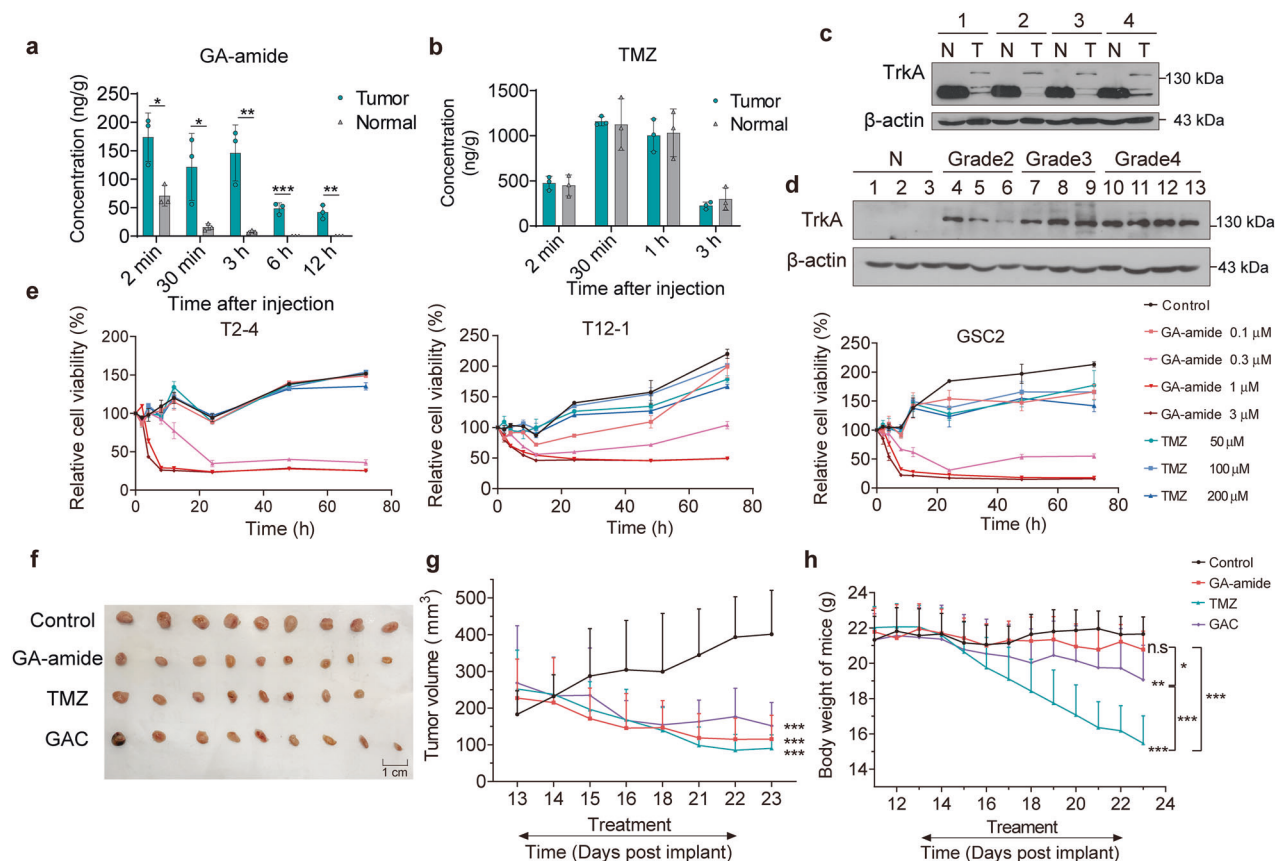 a
GA-amide
Concentration (ng/g)
250
200
150
100
50
0
* * ** *** **
Tumor
Normal
2 min 30 min 3 h 6 h 12 h
Time after injection
b
TMZ
Concentration
(ng/g)
1500
1000
500
0
Tumor
Normal
2 min 30 min 1 h 3 h
Time after injection
c
1 2 3 4
N T N T N T N T
TrkA
130 kDa
β-actin
43 kDa
d
N Grade2 Grade3 Grade4
1 2 3 4 5 6 7 8 9 10 11 12 13
TrkA
130 kDa
β-actin
43 kDa
e
T2-4
Relative cell viability (%)
200
150
100
50
0
0 20 40 60 80
Time (h)
T12-1
Relative cell viability (%)
250
200
150
100
50
0
0 20 40 60 80
Time (h)
GSC2
Relative cell viability (%)
250
200
150
100
50
0
0 20 40 60 80
Time (h)
Control
GA-amide 0.1 μM
GA-amide 0.3 μM
GA-amide 1 μM
GA-amide 3 μM
TMZ 50 μM
TMZ 100 μM
TMZ 200 μM
f
Control
GA-amide
TMZ
GAC
1 cm
g
Tumor volume (mm³)
500
400
300
200
100
0
***
***
***
13 14 15 16 18 21 22 23
Treatment
Time (Days post implant)
h
Body weight of mice (g)
24
22
20
18
16
14
n.s
**
***
*
***
***
12 14 16 18 20 22 24
Treament
Time (Days post implant)
Control
GA-amide
TMZ
GAC